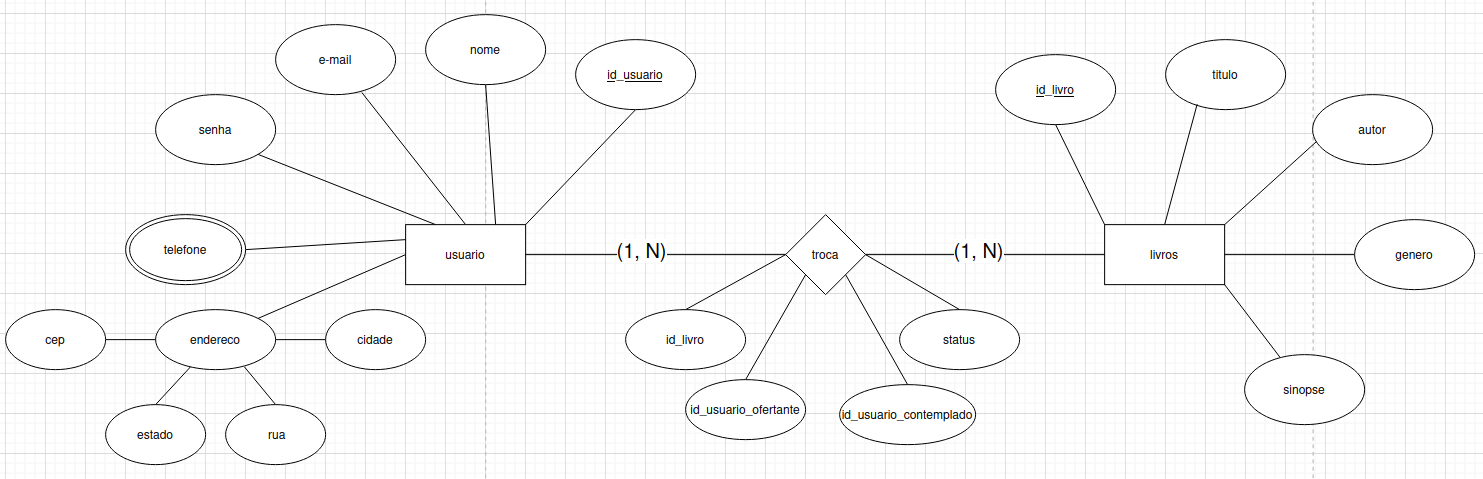 nome
e-mail
id_usuario
titulo
id_livro
senha
autor
telefone
usuario
(1, N)
troca
(1, N)
livros
genero
cep
endereco
cidade
id_livro
status
sinopse
id_usuario_ofertante
id_usuario_contemplado
estado
rua